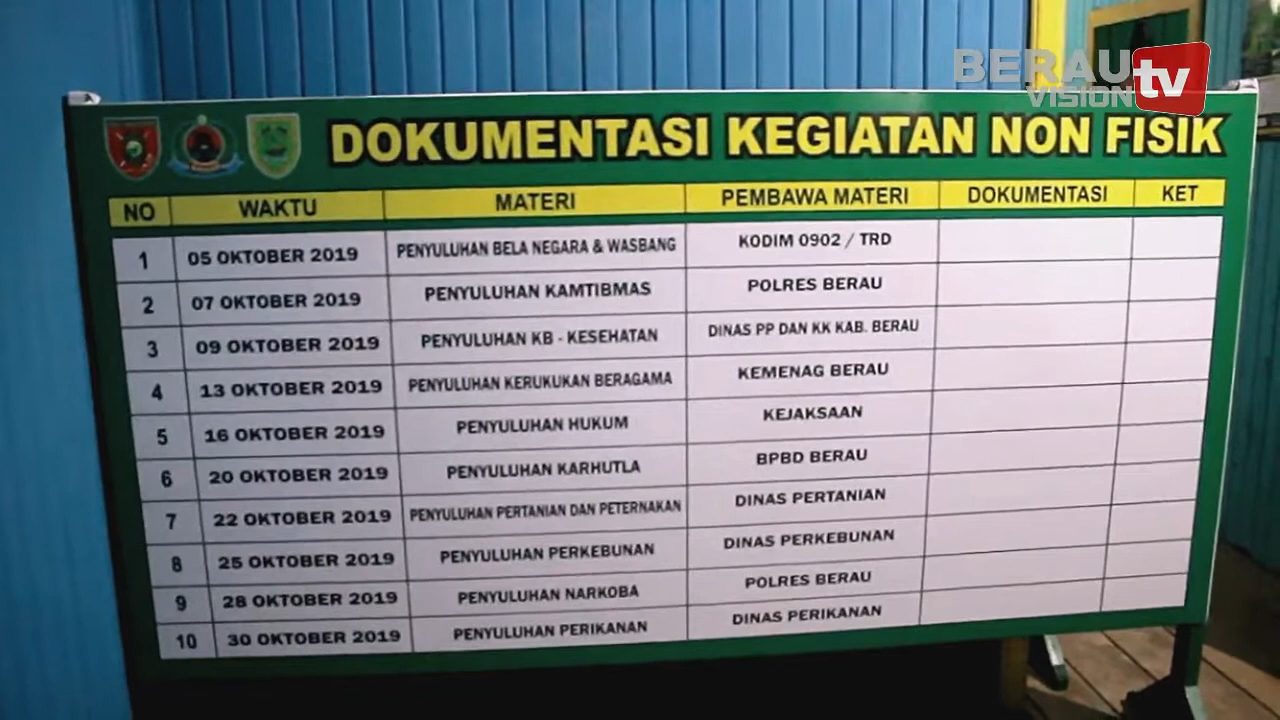 BERAU
VISION
tv
DOKUMENTASI KEGIATAN NON FISIK
NO WAKTU MATERI PEMBAWA MATERI DOKUMENTASI KET
1 05 OKTOBER 2019 PENYULUHAN BELA NEGARA & WASBANG KODIM 0902 / TRD
2 07 OKTOBER 2019 PENYULUHAN KAMTIBMAS POLRES BERAU
3 09 OKTOBER 2019 PENYULUHAN KB - KESEHATAN DINAS PP DAN KK KAB. BERAU
4 13 OKTOBER 2019 PENYULUHAN KERUKUKAN BERAGAMA KEMENAG BERAU
5 16 OKTOBER 2019 PENYULUHAN HUKUM KEJAKSAAN
6 20 OKTOBER 2019 PENYULUHAN KARHUTLA BPBD BERAU
7 22 OKTOBER 2019 PENYULUHAN PERTANIAN DAN PETERNAKAN DINAS PERTANIAN
8 25 OKTOBER 2019 PENYULUHAN PERKEBUNAN DINAS PERKEBUNAN
9 28 OKTOBER 2019 PENYULUHAN NARKOBA POLRES BERAU
10 30 OKTOBER 2019 PENYULUHAN PERIKANAN DINAS PERIKANAN